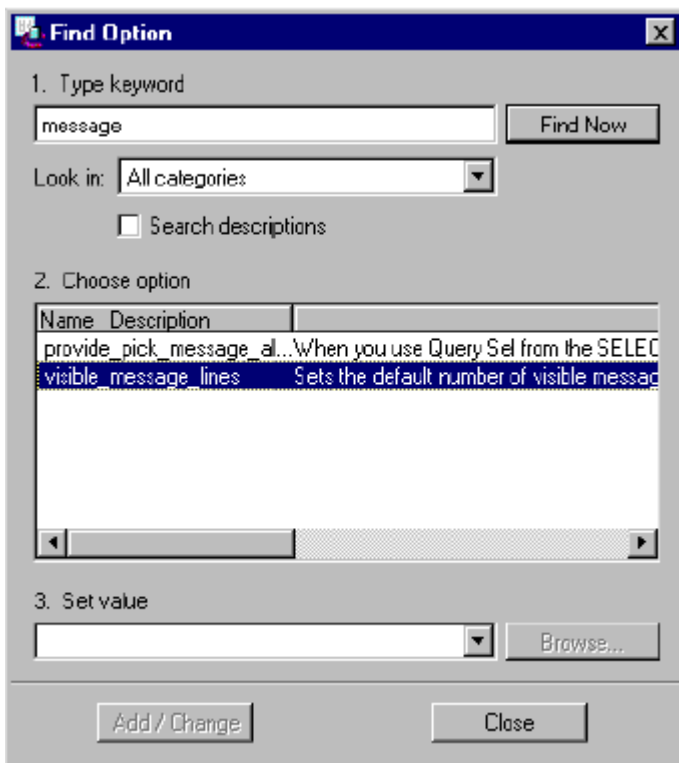 Find Option
1. Type keyword
message Find Now
Look in: All categories
Search descriptions
2. Choose option
Name Description
provide_pick_message_al...When you use Query Sel from the SELEC
visible_message_lines Sets the default number of visible messag
3. Set value
Browse...
Add / Change Close